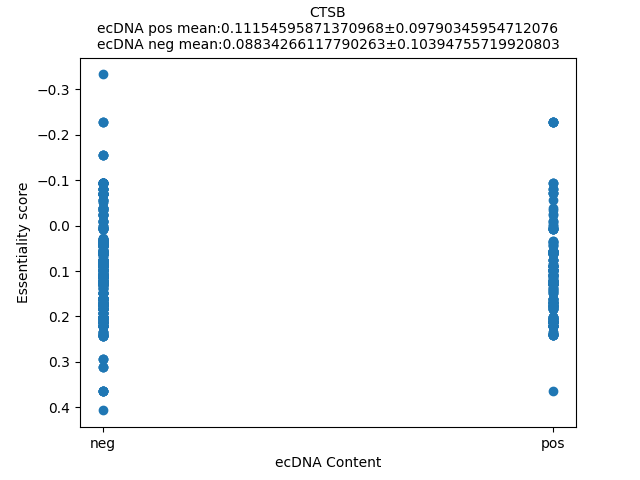 CTSB
ecDNA pos mean:0.11154595871370968±0.09790345954712076
ecDNA neg mean:0.08834266117790263±0.10394755719920803
−0.3
−0.2
−0.1
0.0
0.1
0.2
0.3
0.4
Essentiality score
neg
pos
ecDNA Content